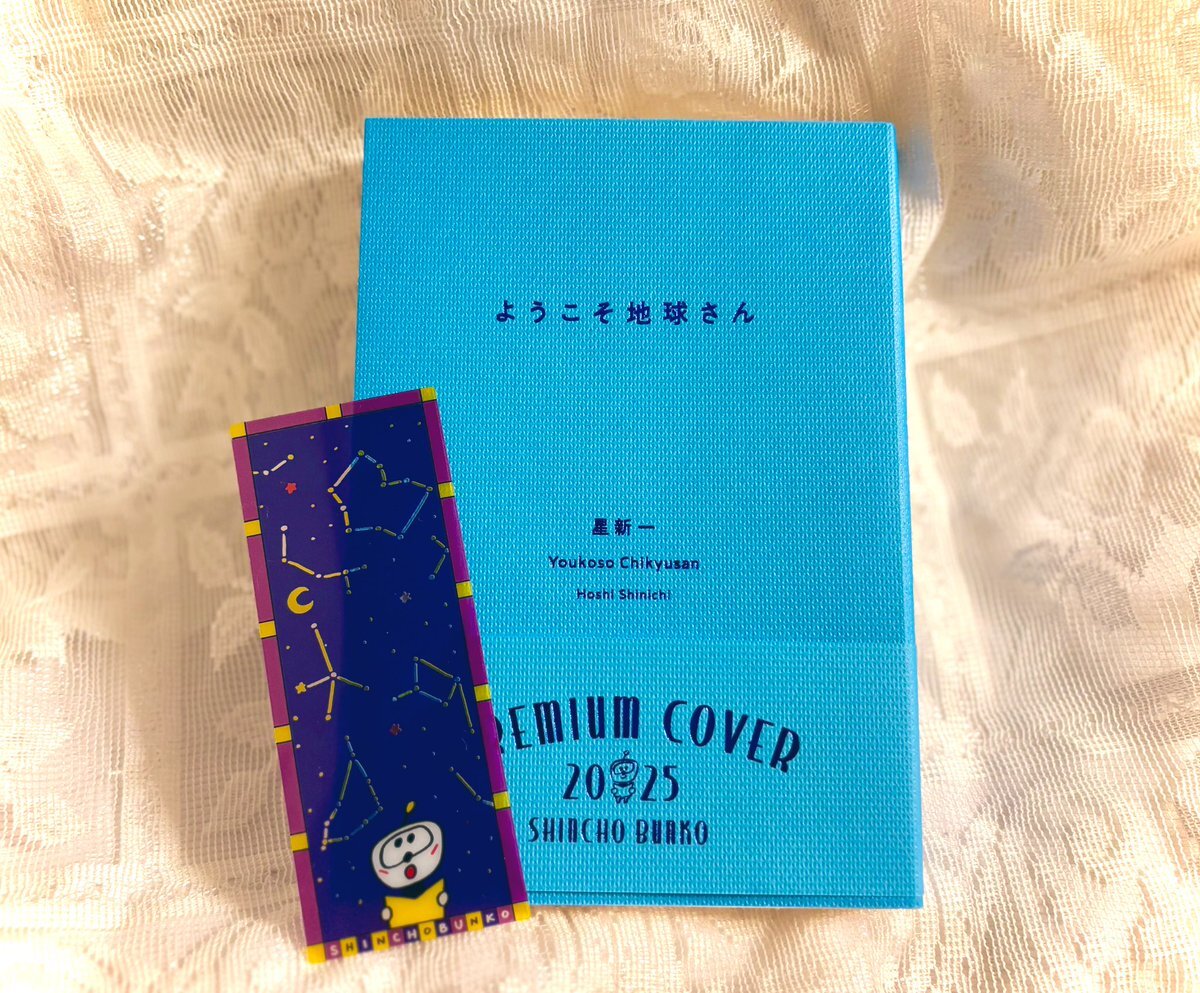 ようこそ地球さん
星新一
Youkoso Chikyusan
Hoshi Shinichi
REMIUM COVER
20 25
SHINCHO BUNKO
SHINCHOBUNKO